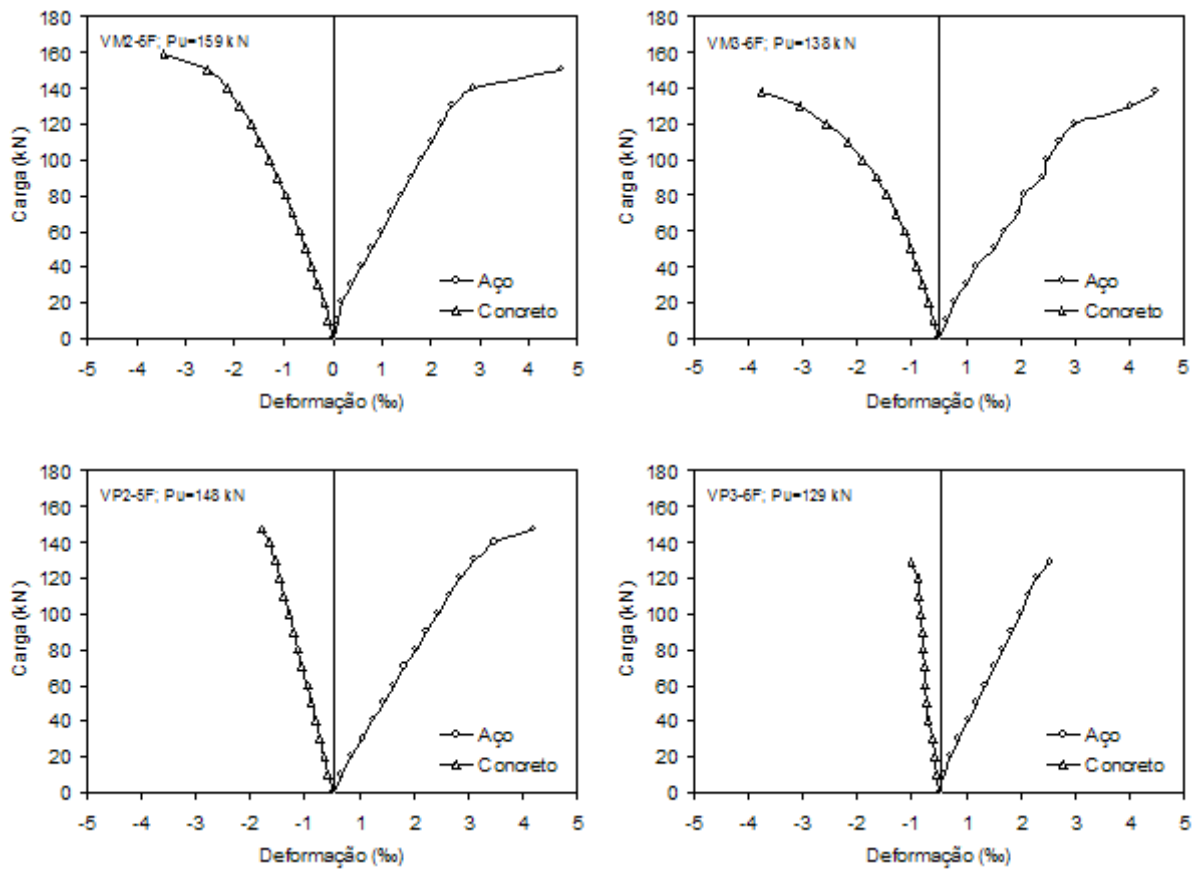 180
160
140
120
100
80
60
40
20
0
Carga (kN)
VM2-6F; Pu=159 kN
Aço
Concreto
-5 -4 -3 -2 -1 0 1 2 3 4 5
Deformação (‰)
180
160
140
120
100
80
60
40
20
0
Carga (kN)
VM3-6F; Pu=138 kN
Aço
Concreto
-5 -4 -3 -2 -1 1 2 3 4 5
Deformação (‰)
180
160
140
120
100
80
60
40
20
0
Carga (kN)
VP2-5F; Pu=148 kN
Aço
Concreto
-5 -4 -3 -2 -1 1 2 3 4 5
Deformação (‰)
180
160
140
120
100
80
60
40
20
0
Carga (kN)
VP3-6F; Pu=129 kN
Aço
Concreto
-5 -4 -3 -2 -1 1 2 3 4 5
Deformação (‰)